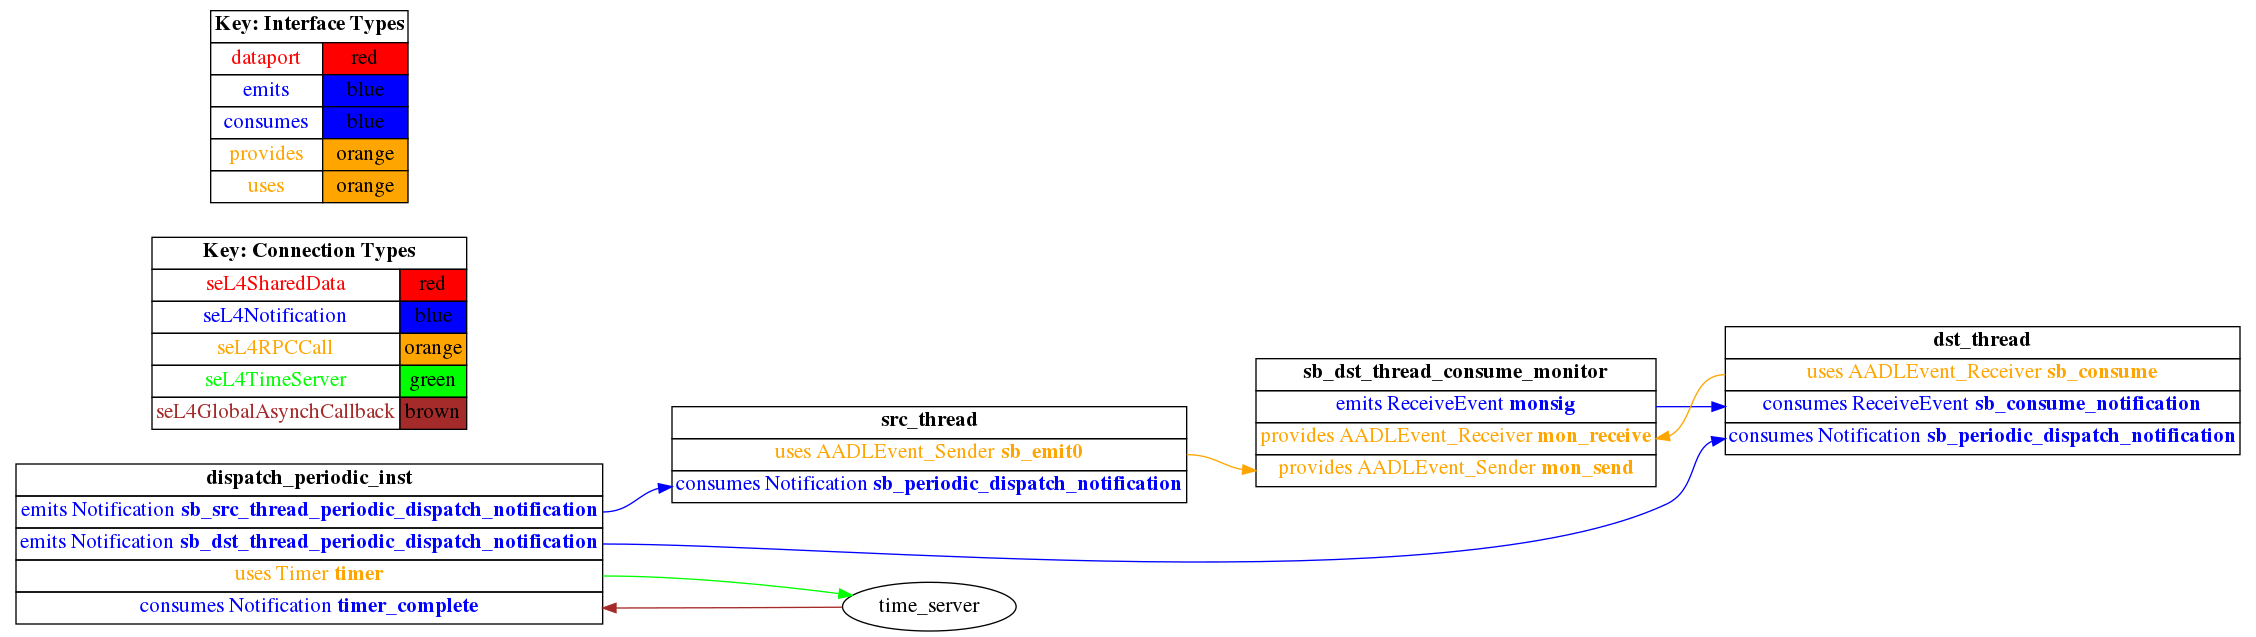 Key: Interface Types
dataport red
emits blue
consumes blue
provides orange
uses orange
Key: Connection Types
seL4SharedData red
seL4Notification blue
seL4RPCCall orange
seL4TimeServer green
seL4GlobalAsynchCallback brown
dispatch_periodic_inst
emits Notification sb_src_thread_periodic_dispatch_notification
emits Notification sb_dst_thread_periodic_dispatch_notification
uses Timer timer
consumes Notification timer_complete
src_thread
uses AADLEvent_Sender sb_emit0
consumes Notification sb_periodic_dispatch_notification
time_server
sb_dst_thread_consume_monitor
emits ReceiveEvent monsig
provides AADLEvent_Receiver mon_receive
provides AADLEvent_Sender mon_send
dst_thread
uses AADLEvent_Receiver sb_consume
consumes ReceiveEvent sb_consume_notification
consumes Notification sb_periodic_dispatch_notification